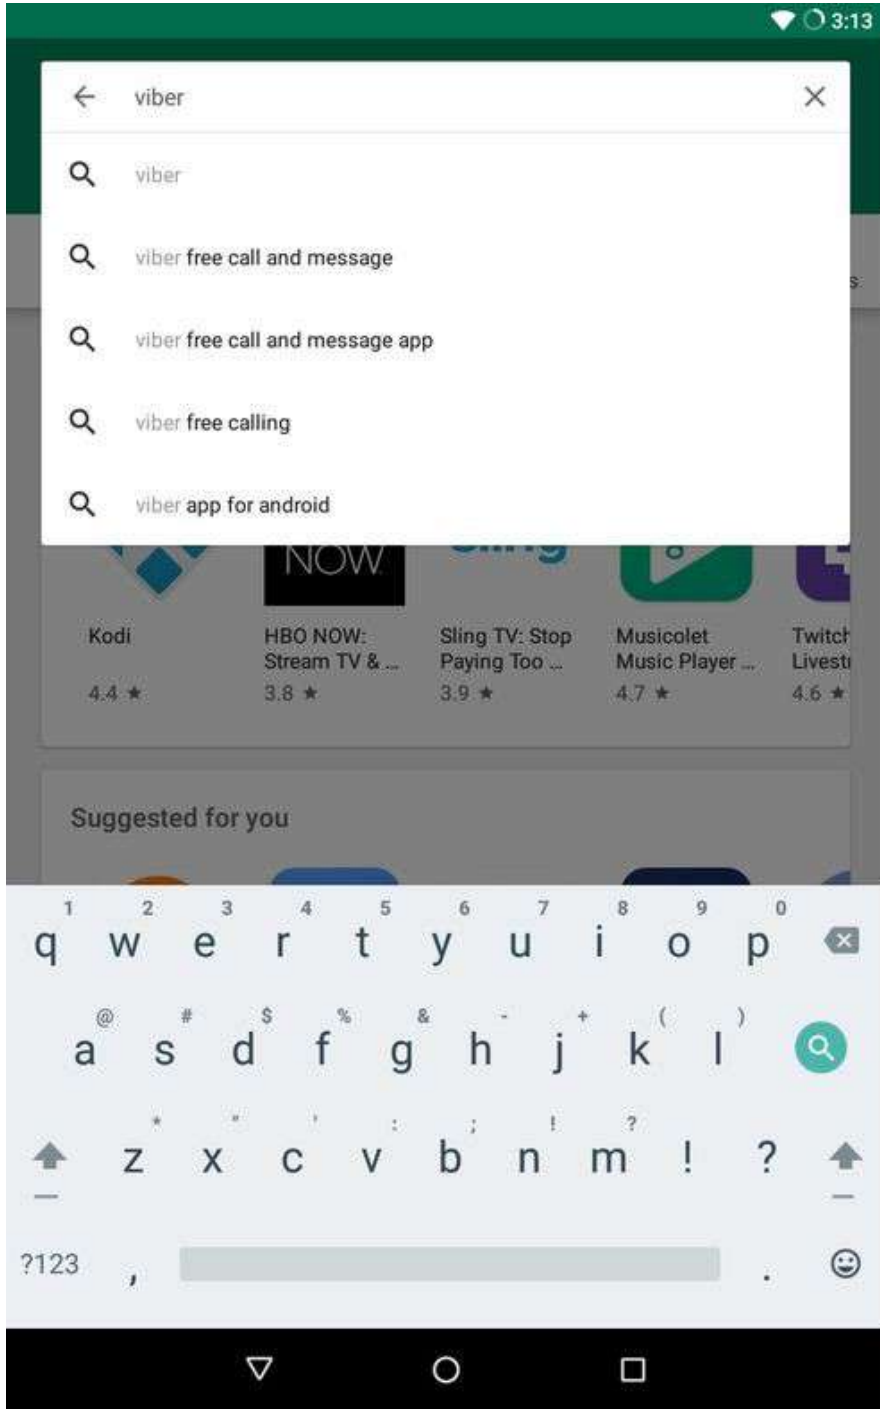 3:13
viber
viber
viber free call and message
viber free call and message app
viber free calling
viber app for android
s
NOW
Sling
Kodi
HBO NOW: Stream TV & ...
Sling TV: Stop Paying Too ...
Musicolet Music Player ...
Twitch Livest
4.4 ★
3.8 ★
3.9 ★
4.7 ★
4.6 ★
Suggested for you
1 2 3 4 5 6 7 8 9 0
q w e r t y u i o p
@ # $ % & - + ( )
a s d f g h j k l
* " ' : ; ! ?
z x c v b n m ! ?
?123 , .